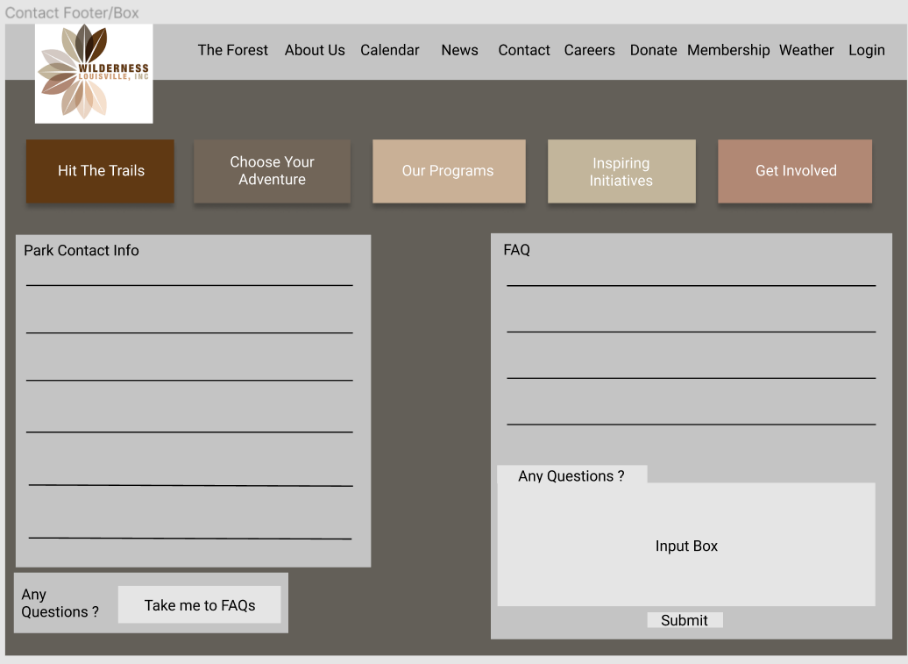 Contact Footer/Box
WILDERNESS
LOUISVILLE, INC
The Forest About Us Calendar News Contact Careers Donate Membership Weather Login
Hit The Trails
Choose Your
Adventure
Our Programs
Inspiring
Initiatives
Get Involved
Park Contact Info
Any
Questions ?
Take me to FAQs
FAQ
Any Questions ?
Input Box
Submit